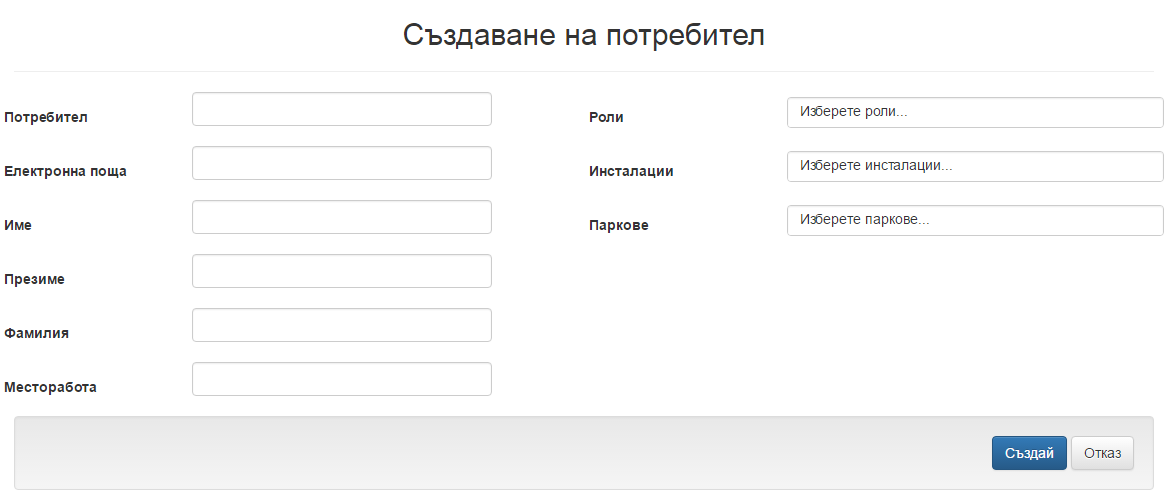 Създаване на потребител
Потребител
Електронна поща
Име
Презиме
Фамилия
Месторабота
Роли
Изберете роли...
Инсталации
Изберете инсталации...
Паркове
Изберете паркове...
Създай
Отказ